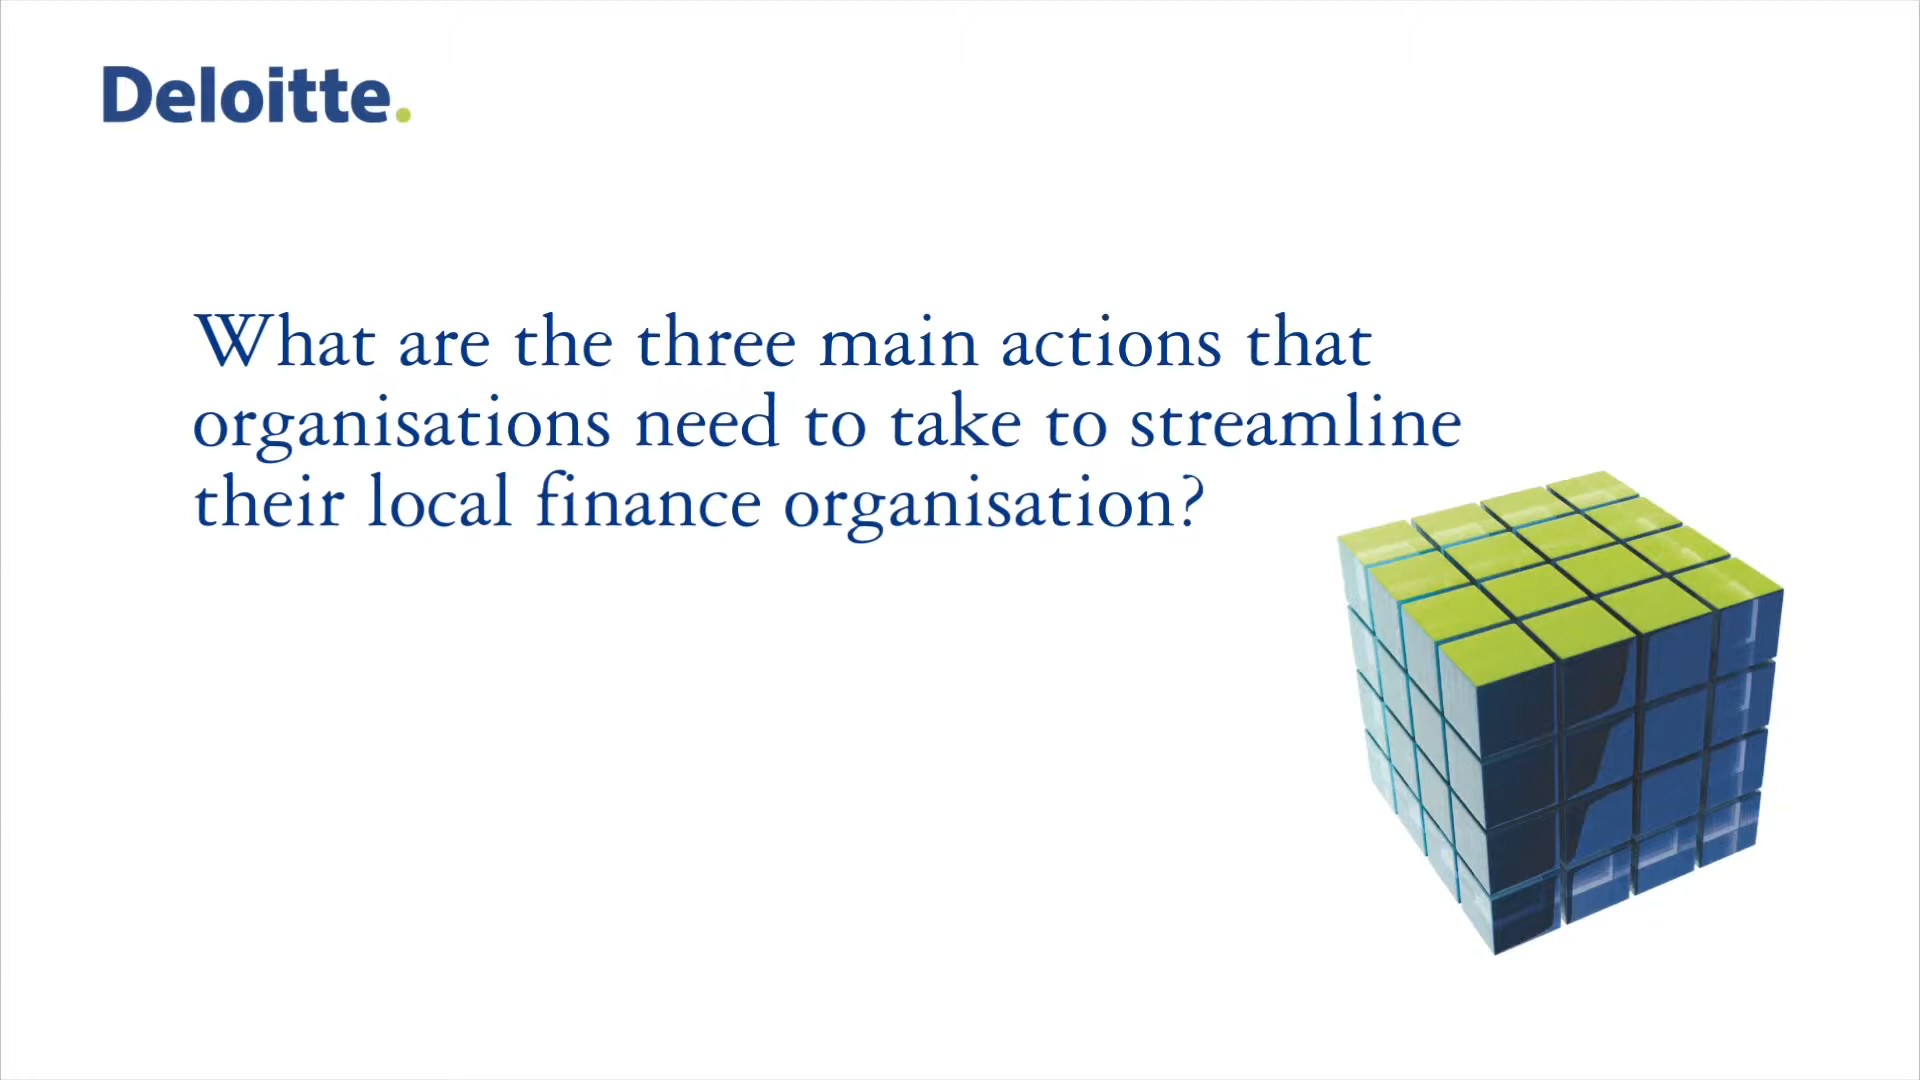 Deloitte.
What are the three main actions that
organisations need to take to streamline
their local finance organisation?